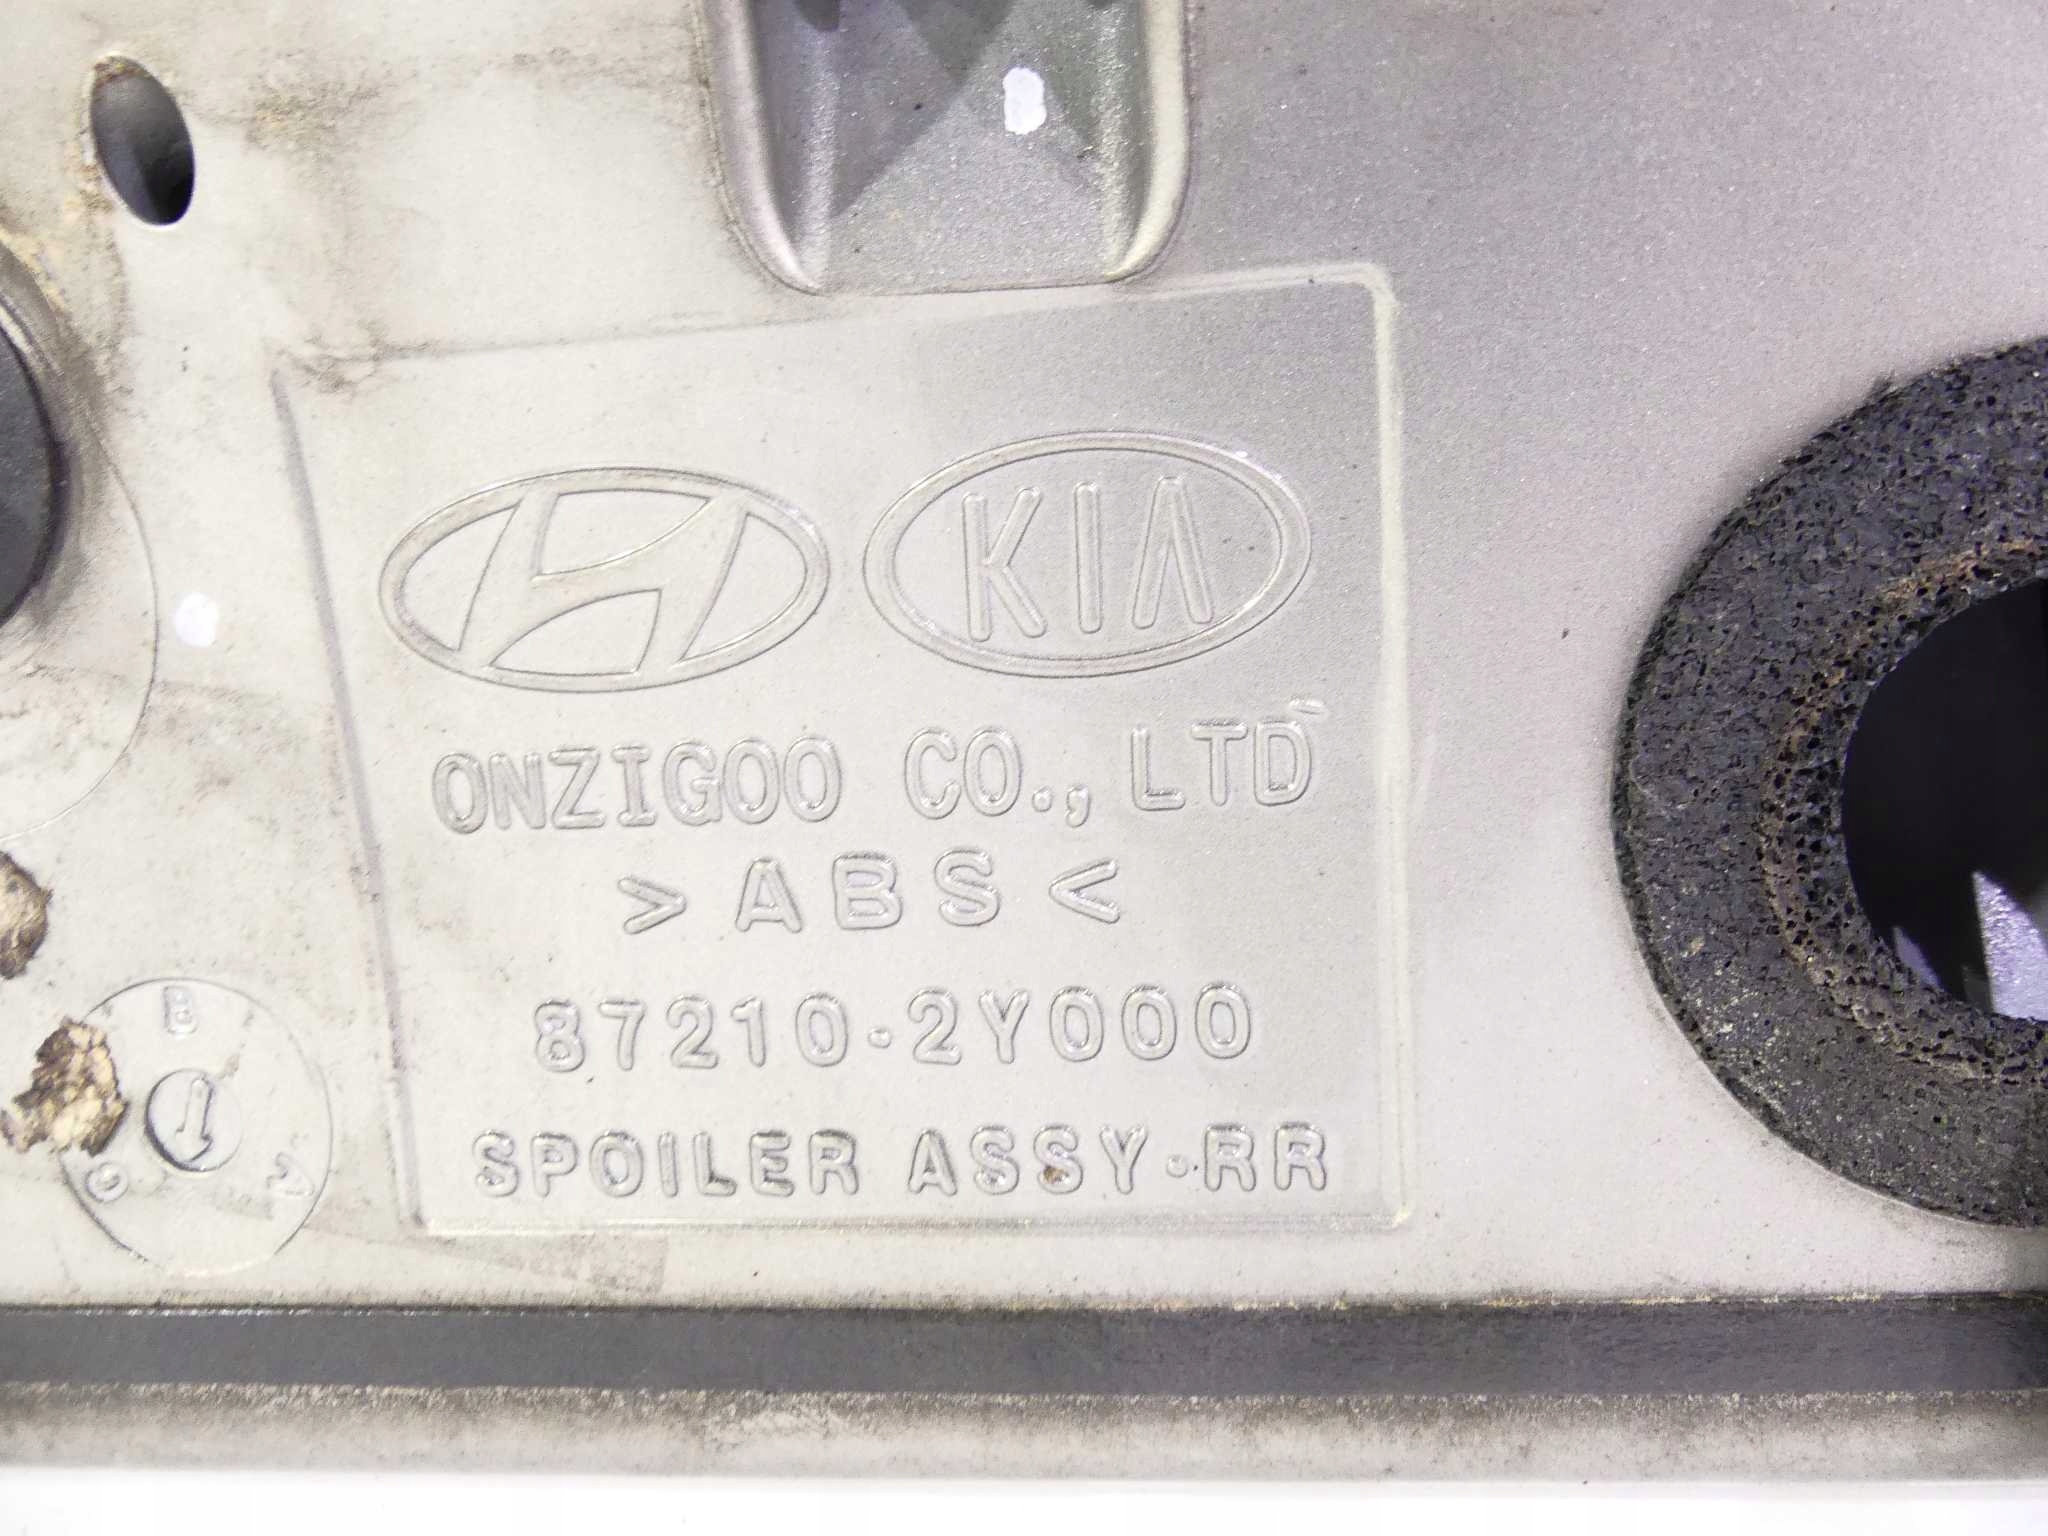 KIA
ONZIGOO CO., LTD
>ABS<
87210-2Y000
SPOILER ASSY-RR
B
A